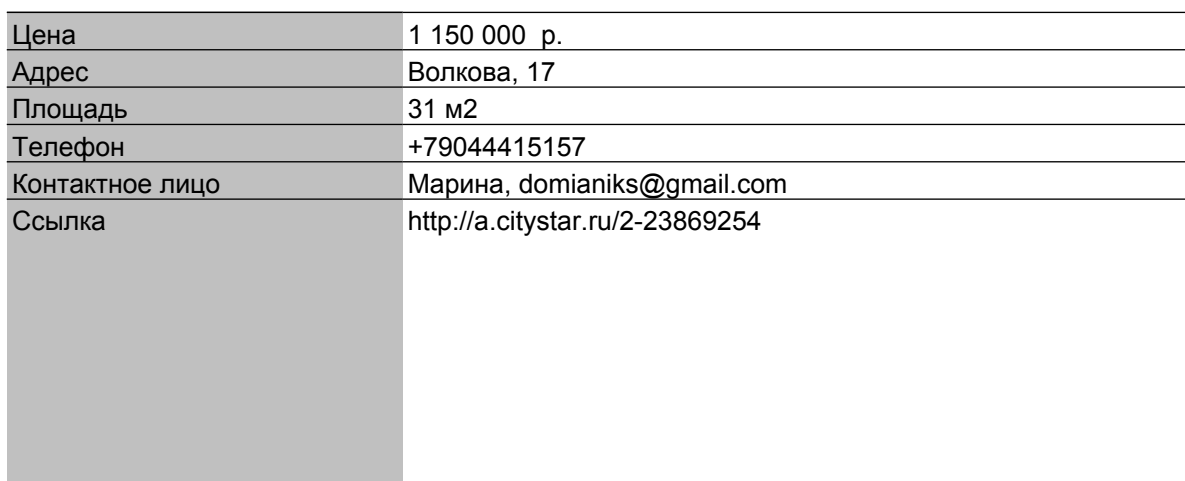 Цена 1 150 000 р.
Адрес Волкова, 17
Площадь 31 м2
Телефон +79044415157
Контактное лицо Марина, domianiks@gmail.com
Ссылка http://a.citystar.ru/2-23869254